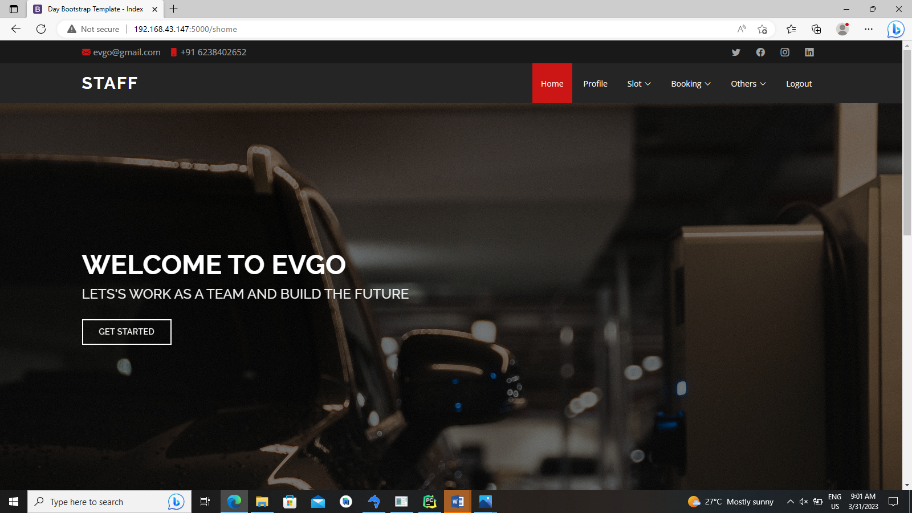 Day Bootstrap Template - Index
Not secure
192.168.43.147:5000/shome
evgo@gmail.com
+91 6238402652
STAFF
Home
Profile
Slot
Booking
Others
Logout
WELCOME TO EVGO
LETS'S WORK AS A TEAM AND BUILD THE FUTURE
GET STARTED
Type here to search
27°C Mostly sunny
ENG
US
9:01 AM
3/31/2023